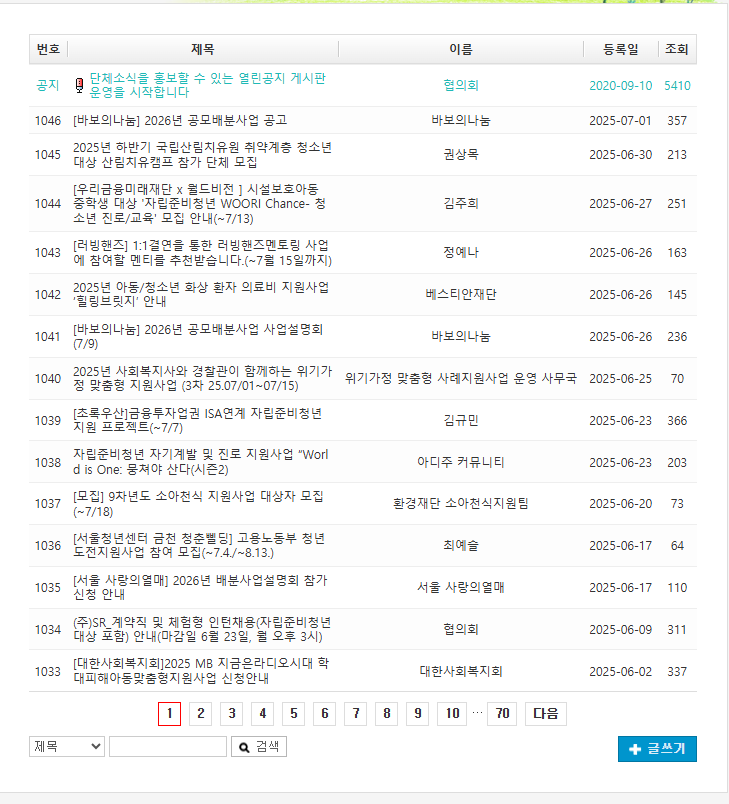 번호 제목 이름 등록일 조회
공지 단체소식을 홍보할 수 있는 열린공지 게시판 협의회 2020-09-10 5410
운영을 시작합니다
1046 [바보의나눔] 2026년 공모배분사업 공고 바보의나눔 2025-07-01 357
1045 2025년 하반기 국립산림치유원 취약계층 청소년 권상목 2025-06-30 213
대상 산림치유캠프 참가 단체 모집
[우리금융미래재단 x 월드비전 ] 시설보호아동
1044 중학생 대상 '자립준비청년 WOORI Chance- 청 김주희 2025-06-27 251
소년 진로/교육' 모집 안내(~7/13)
1043 [러빙핸즈] 1:1결연을 통한 러빙핸즈멘토링 사업 정예나 2025-06-26 163
에 참여할 멘티를 추천받습니다.(~7월 15일까지)
1042 2025년 아동/청소년 화상 환자 의료비 지원사업 베스티안재단 2025-06-26 145
‘힐링브릿지’ 안내
1041 [바보의나눔] 2026년 공모배분사업 사업설명회 바보의나눔 2025-06-26 236
(7/9)
1040 2025년 사회복지사와 경찰관이 함께하는 위기가 위기가정 맞춤형 사례지원사업 운영 사무국 2025-06-25 70
정 맞춤형 지원사업 (3차 25.07/01~07/15)
1039 [초록우산]금융투자업권 ISA연계 자립준비청년 김규민 2025-06-23 366
지원 프로젝트(~7/7)
1038 자립준비청년 자기계발 및 진로 지원사업 “Worl 아디주 커뮤니티 2025-06-23 203
d is One: 뭉쳐야 산다(시즌2)
1037 [모집] 9차년도 소아천식 지원사업 대상자 모집 환경재단 소아천식지원팀 2025-06-20 73
(~7/18)
1036 [서울청년센터 금천 청춘삘딩] 고용노동부 청년 최예슬 2025-06-17 64
도전지원사업 참여 모집(~7.4./~8.13.)
1035 [서울 사랑의열매] 2026년 배분사업설명회 참가 서울 사랑의열매 2025-06-17 110
신청 안내
1034 (주)SR_계약직 및 체험형 인턴채용(자립준비청년 협의회 2025-06-09 311
대상 포함) 안내(마감일 6월 23일, 월 오후 3시)
1033 [대한사회복지회]2025 MB 지금은라디오시대 학 대한사회복지회 2025-06-02 337
대피해아동맞춤형지원사업 신청안내
1 2 3 4 5 6 7 8 9 10 ... 70 다음
제목 검색 글쓰기